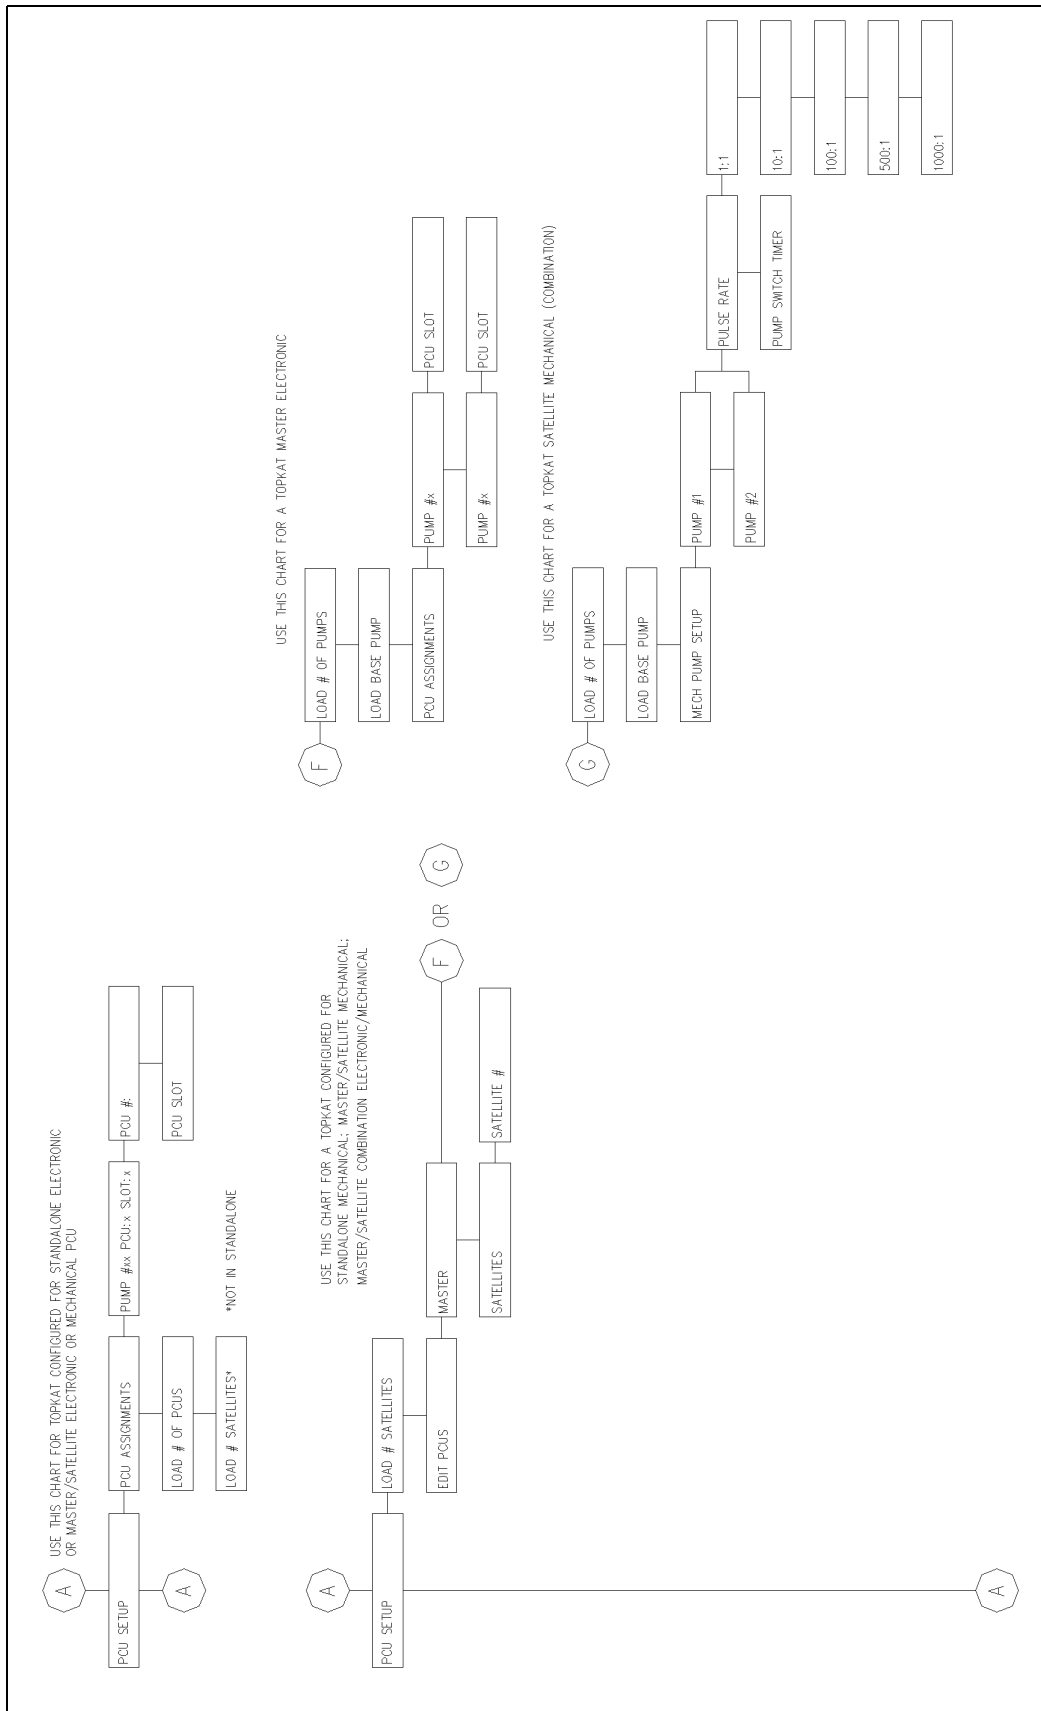 USE THIS CHART FOR TOPKAT CONFIGURED FOR STANDALONE ELECTRONIC
OR MASTER/SATELLITE ELECTRONIC OR MECHANICAL PCU
A
PCU SETUP
A
PCU ASSIGNMENTS
LOAD # OF PCUS
LOAD # SATELLITES*
PUMP #xx PCU:x SLOT:x
*NOT IN STANDALONE
PCU #:
PCU SLOT
USE THIS CHART FOR A TOPKAT CONFIGURED FOR
STANDALONE MECHANICAL; MASTER/SATELLITE MECHANICAL;
MASTER/SATELLITE COMBINATION ELECTRONIC/MECHANICAL
A
PCU SETUP
A
LOAD # SATELLITES
EDIT PCUS
MASTER
SATELLITES
SATELLITE #
F OR G
USE THIS CHART FOR A TOPKAT MASTER ELECTRONIC
F
LOAD # OF PUMPS
LOAD BASE PUMP
PCU ASSIGNMENTS
PUMP #x
PUMP #x
PCU SLOT
PCU SLOT
USE THIS CHART FOR A TOPKAT SATELLITE MECHANICAL (COMBINATION)
G
LOAD # OF PUMPS
LOAD BASE PUMP
MECH PUMP SETUP
PUMP #1
PUMP #2
PULSE RATE
PUMP SWITCH TIMER
1:1
10:1
100:1
500:1
1000:1